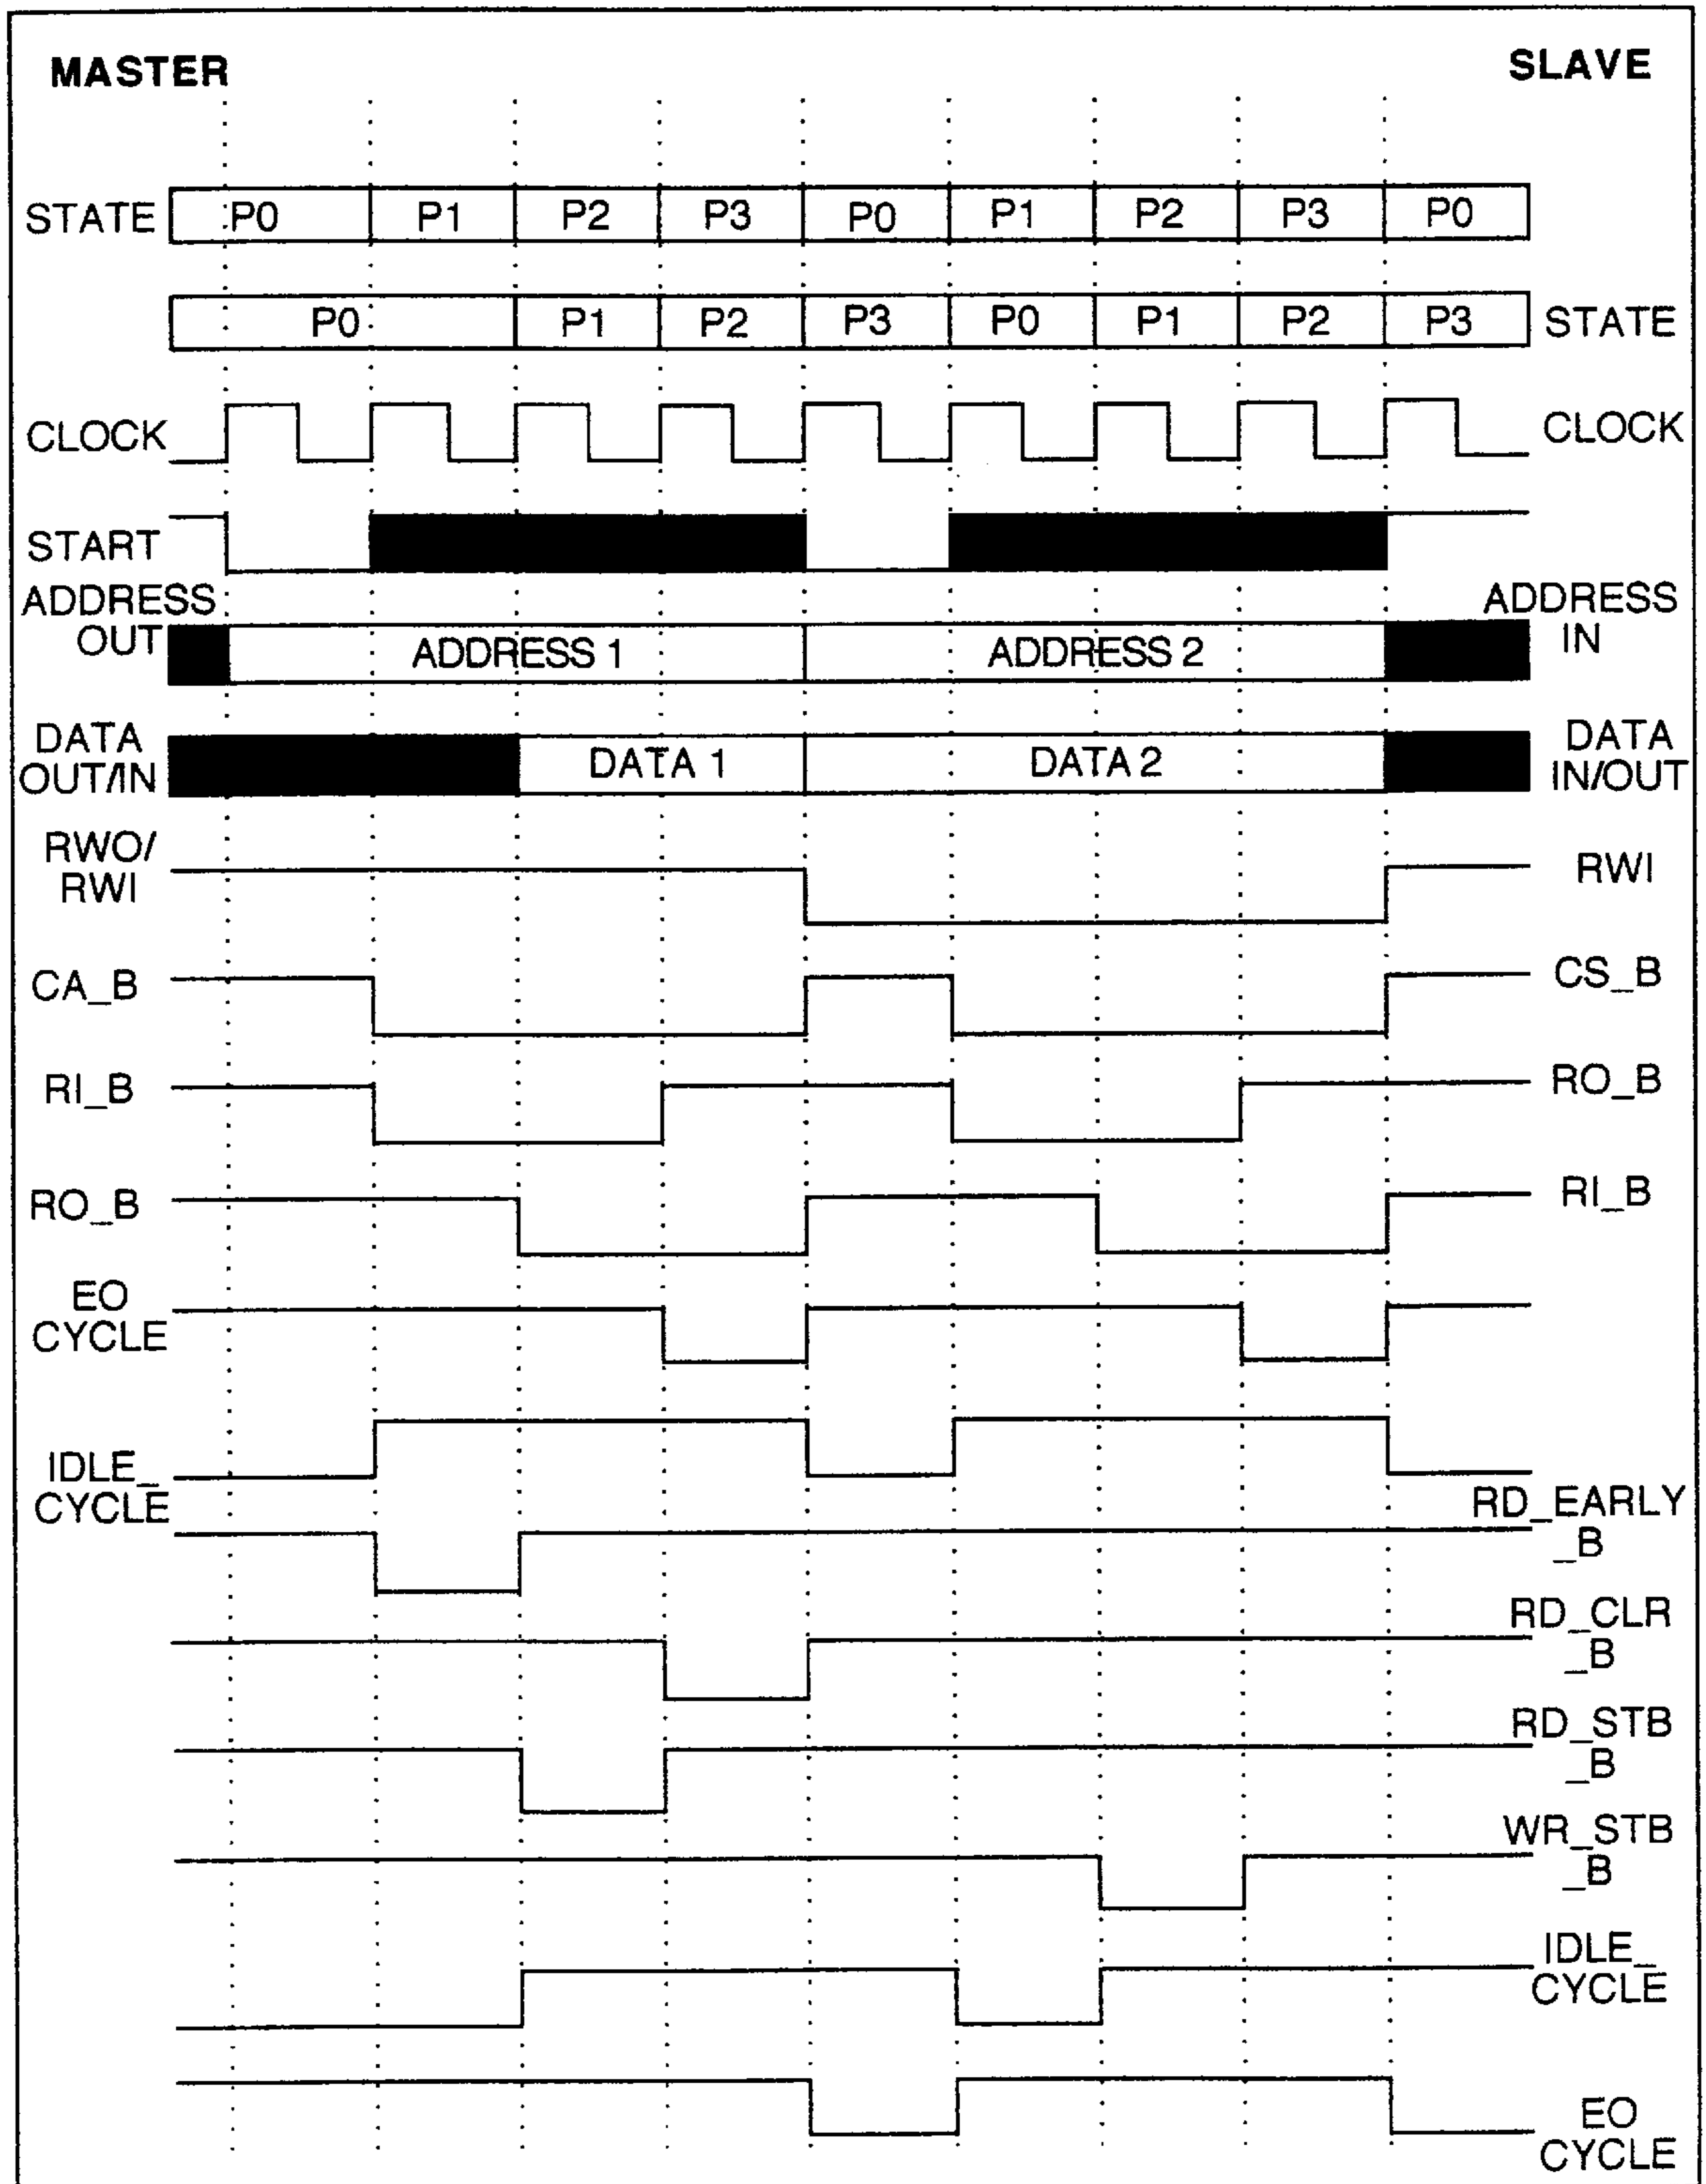 MASTER SLAVE
STATE P0 P1 P2 P3 P0 P1 P2 P3 P0
P0 P1 P2 P3 P0 P1 P2 P3 STATE
CLOCK CLOCK
START
ADDRESS
OUT
ADDRESS 1 ADDRESS 2
ADDRESS
IN
DATA
OUT/IN
DATA 1 DATA 2
DATA
IN/OUT
RWO/
RWI
RWI
CA_B CS_B
RI_B RO_B
RO_B RI_B
EO
CYCLE
IDLE_
CYCLE
RD_EARLY
_B
RD_CLR
_B
RD_STB
_B
WR_STB
_B
IDLE_
CYCLE
EO
CYCLE